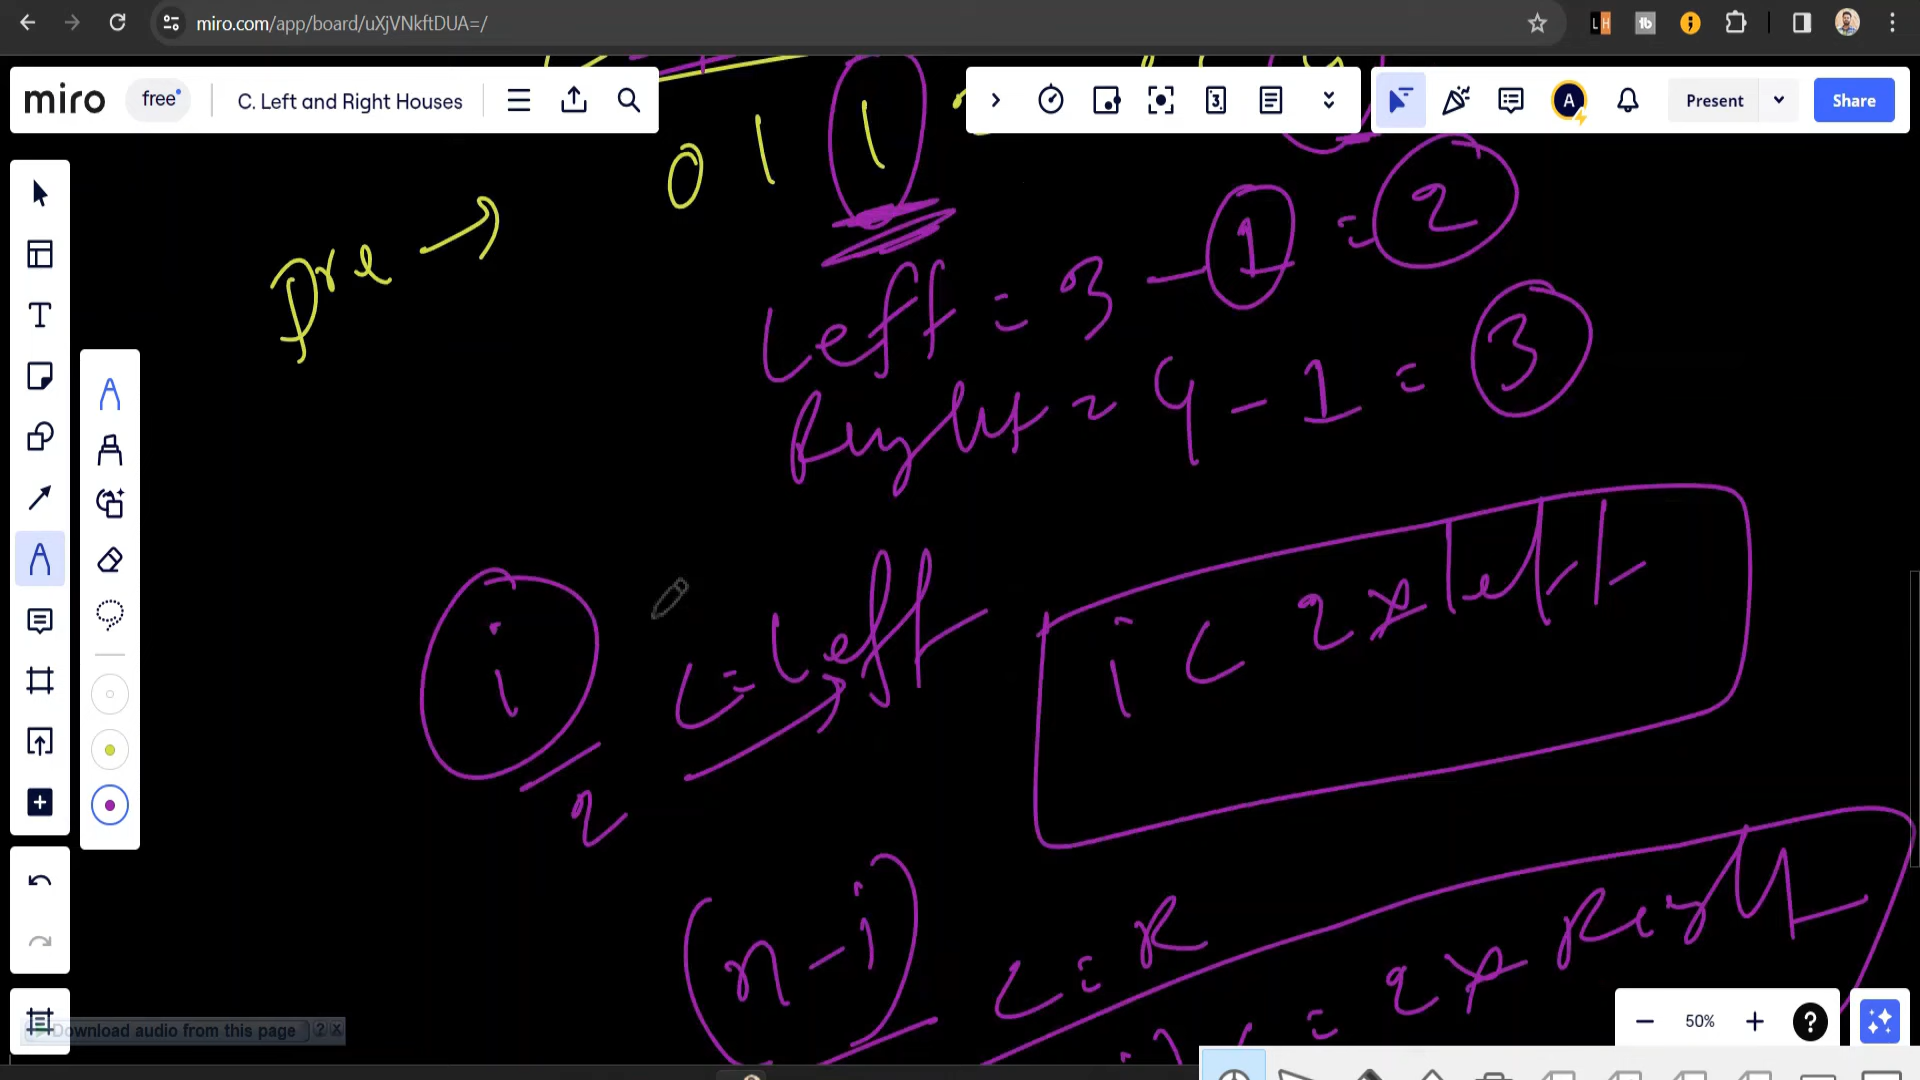 miro.com/app/board/uXjVNkftDUA=/
miro free C. Left and Right Houses
Present Share
0 1 1
Pre →
Left = 3 - 1 = 2
Right = 4 - 1 = 3
i/2 <= Left
i < 2 x left
(n-i) <= R
= 2 x Right
Download audio from this page ? x
50%